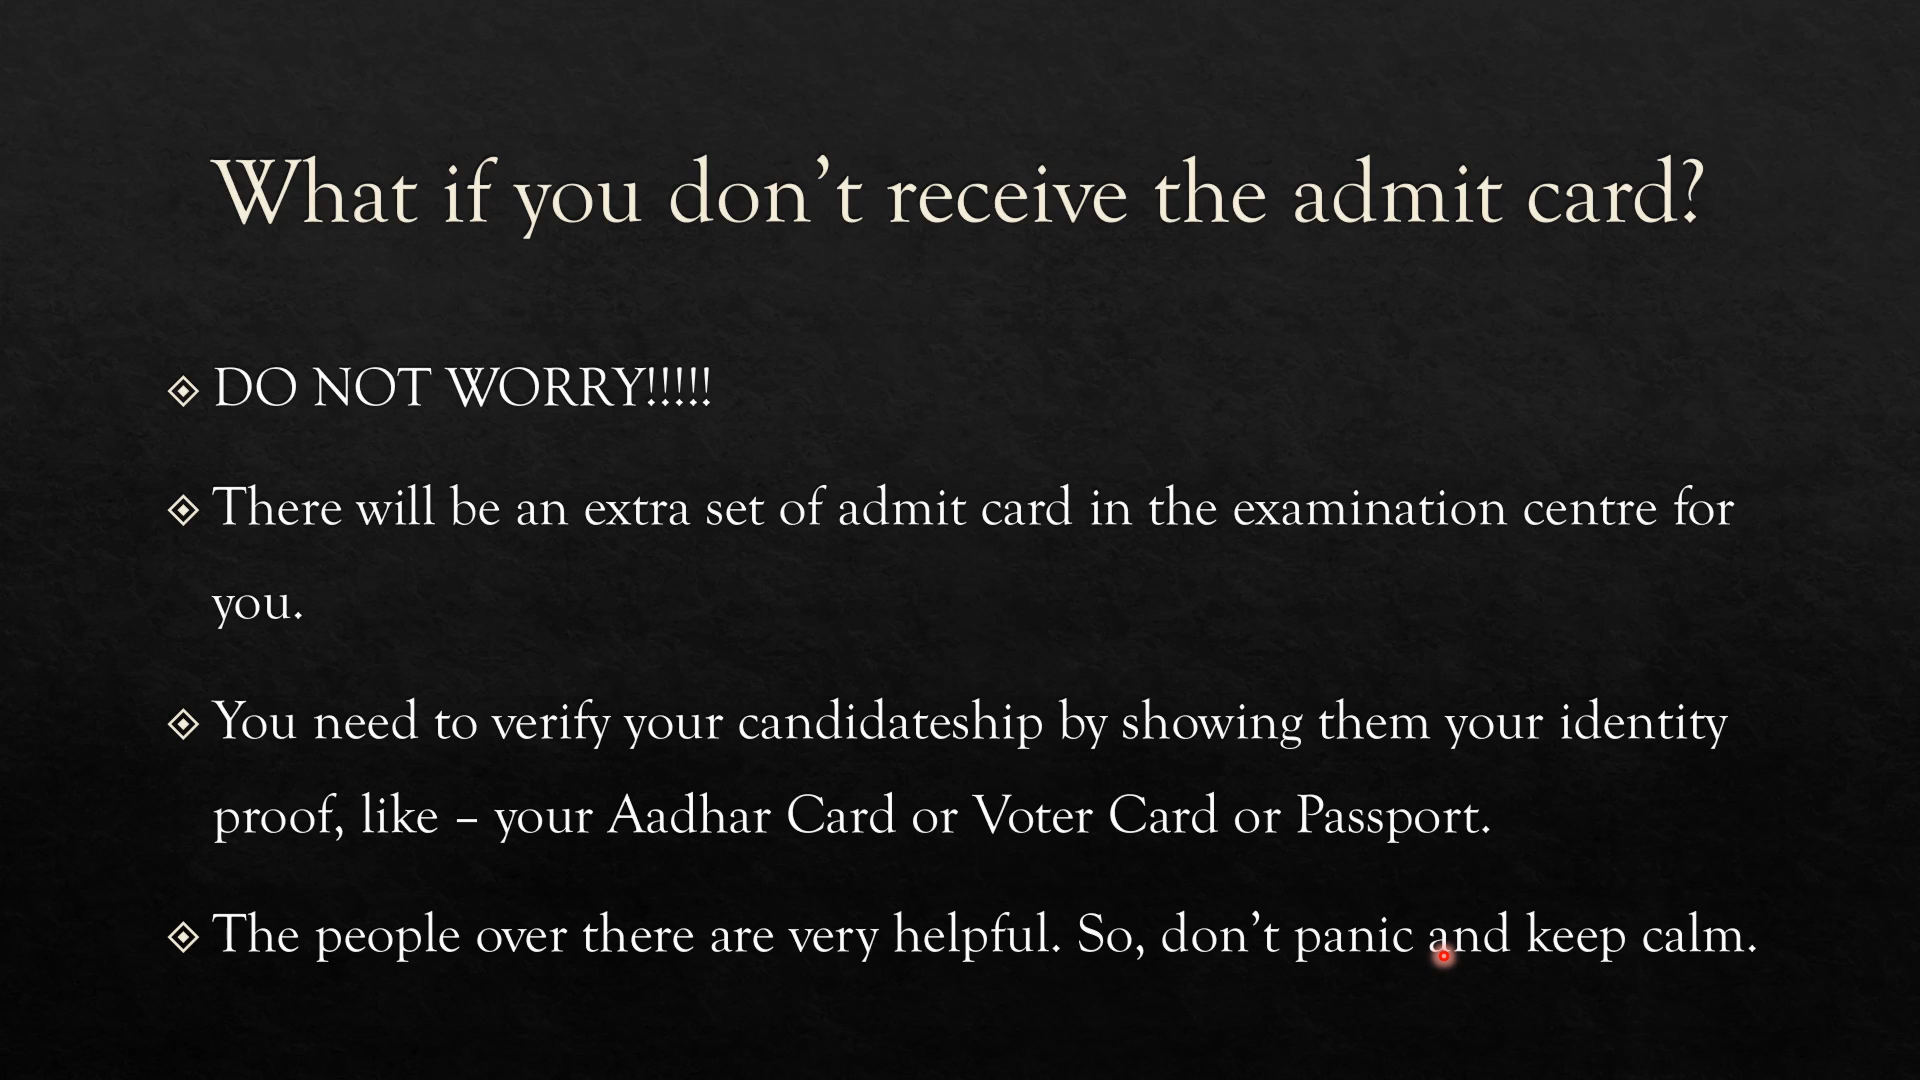 What if you don’t receive the admit card?
DO NOT WORRY!!!!!
There will be an extra set of admit card in the examination centre for
you.
You need to verify your candidateship by showing them your identity
proof, like – your Aadhar Card or Voter Card or Passport.
The people over there are very helpful. So, don’t panic and keep calm.